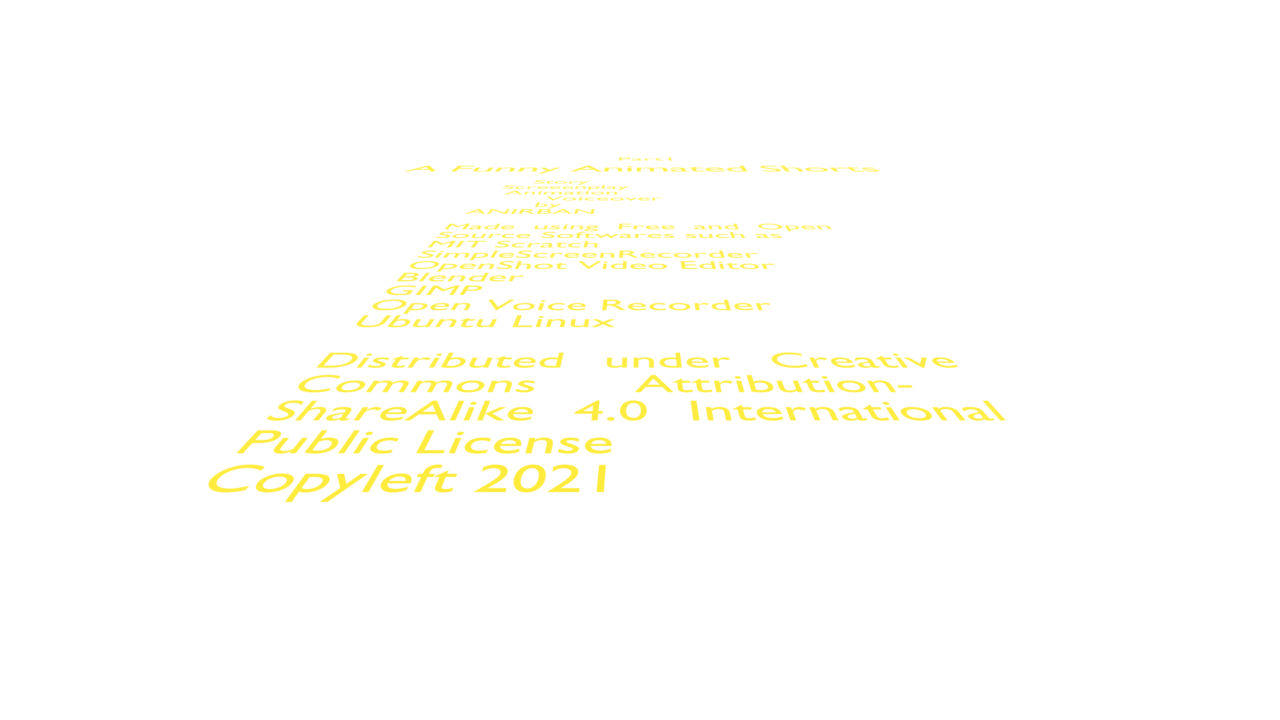 Part I
A Funny Animated Shorts
Story
Screeenplay
Animation
Voiceover
by
ANIRBAN
Made using Free and Open
Source Softwares such as
MIT Scratch
SimpleScreenRecorder
OpenShot Video Editor
Blender
GIMP
Open Voice Recorder
Ubuntu Linux
Distributed under Creative
Commons Attribution-
ShareAlike 4.0 International
Public License
Copyleft 2021